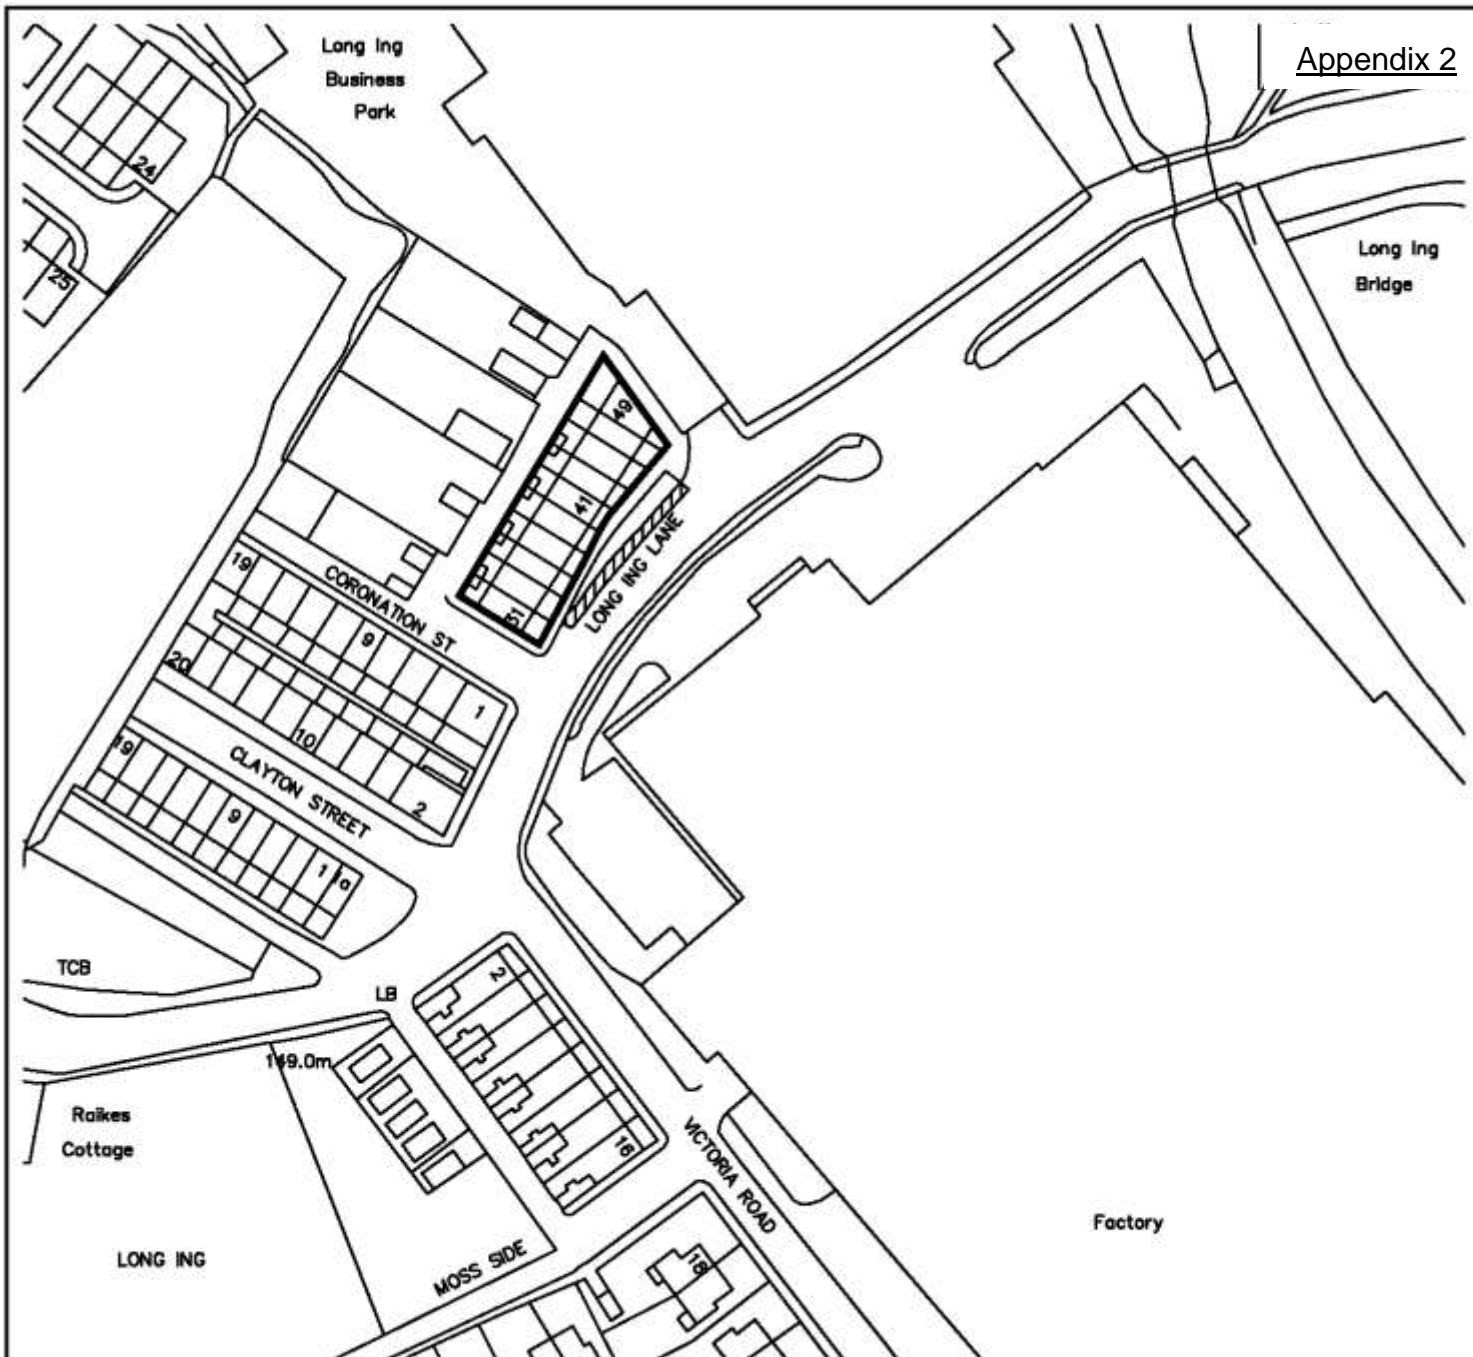 Appendix 2
Long Ing
Business
Park
24
25
Long Ing
Bridge
49
41
51
LONG ING LANE
CORONATION ST
19
9
1
20
10
2
CLAYTON STREET
19
9
1
1a
TCB
LB
2
149.0m
Raikes
Cottage
16
VICTORIA ROAD
Factory
LONG ING
MOSS SIDE
18